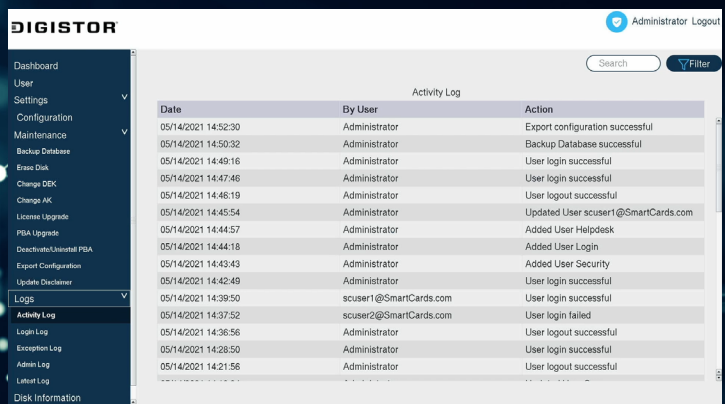 DIGISTOR
Administrator Logout
Dashboard
User
Settings
Configuration
Maintenance
Backup Database
Erase Disk
Change DEK
Change AK
License Upgrade
PBA Upgrade
Deactivate/Uninstall PBA
Export Configuration
Update Disclaimer
Logs
Activity Log
Login Log
Exception Log
Admin Log
Latest Log
Disk Information
Search
Filter
Activity Log
Date By User Action
05/14/2021 14:52:30 Administrator Export configuration successful
05/14/2021 14:50:32 Administrator Backup Database successful
05/14/2021 14:49:16 Administrator User login successful
05/14/2021 14:47:46 Administrator User login successful
05/14/2021 14:46:19 Administrator User logout successful
05/14/2021 14:45:54 Administrator Updated User scuser1@SmartCards.com
05/14/2021 14:44:57 Administrator Added User Helpdesk
05/14/2021 14:44:18 Administrator Added User Login
05/14/2021 14:43:43 Administrator Added User Security
05/14/2021 14:42:49 Administrator User login successful
05/14/2021 14:39:50 scuser1@SmartCards.com User login successful
05/14/2021 14:37:52 scuser2@SmartCards.com User login failed
05/14/2021 14:36:56 Administrator User logout successful
05/14/2021 14:28:50 Administrator User login successful
05/14/2021 14:21:56 Administrator User logout successful